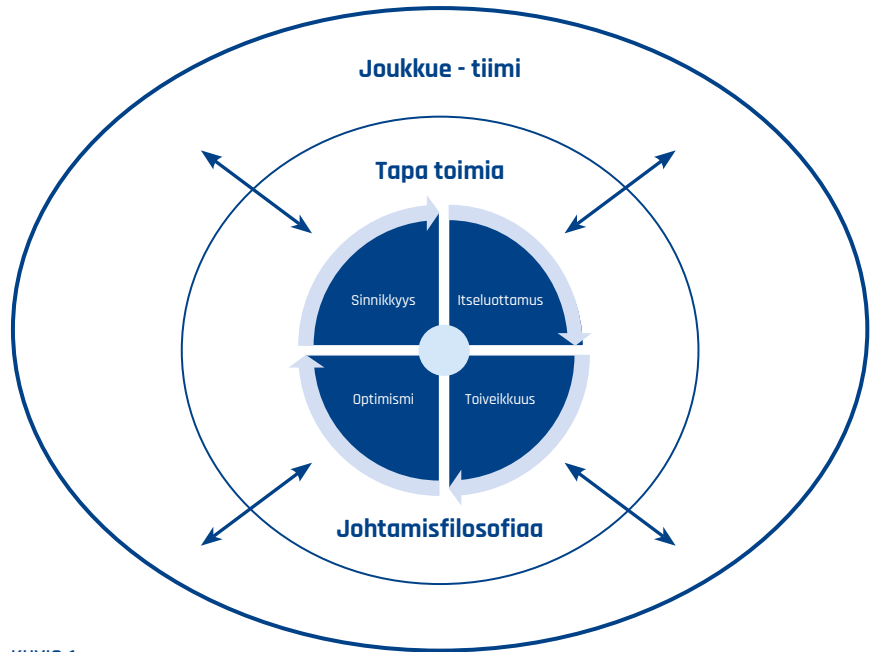 Joukkue - tiimi
Tapa toimia
Sinnikkyys
Itseluottamus
Optimismi
Toiveikkuus
Johtamisfilosofiaa